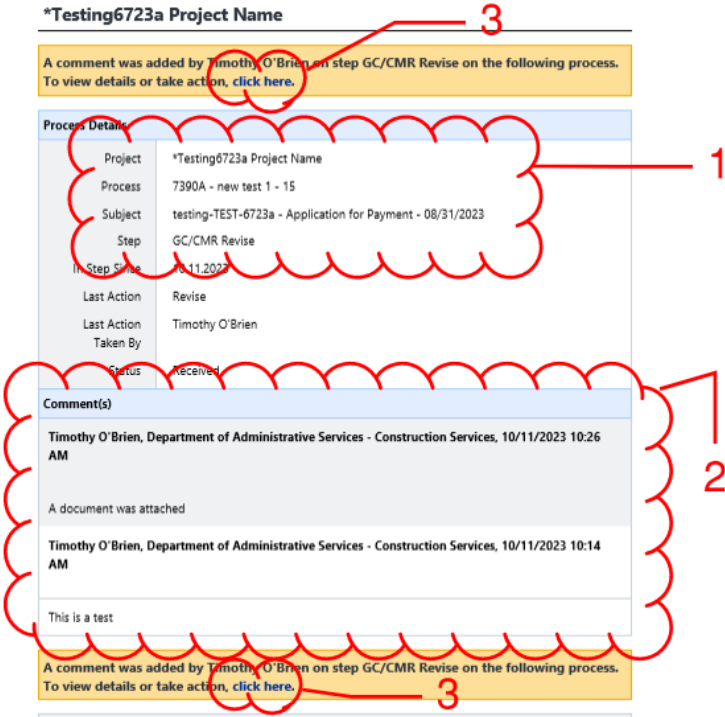 *Testing6723a Project Name
3
A comment was added by Timothy O'Brien on step GC/CMR Revise on the following process.
To view details or take action, click here.
Process Details
1
Project *Testing6723a Project Name
Process 7390A - new test 1 - 15
Subject testing-TEST-6723a - Application for Payment - 08/31/2023
Step GC/CMR Revise
In Step Since 10.11.2023
Last Action Revise
Last Action Timothy O'Brien
Taken By
Status Received
Comment(s)
Timothy O'Brien, Department of Administrative Services - Construction Services, 10/11/2023 10:26
AM
2
A document was attached
Timothy O'Brien, Department of Administrative Services - Construction Services, 10/11/2023 10:14
AM
This is a test
A comment was added by Timothy O'Brien on step GC/CMR Revise on the following process.
To view details or take action, click here.
3